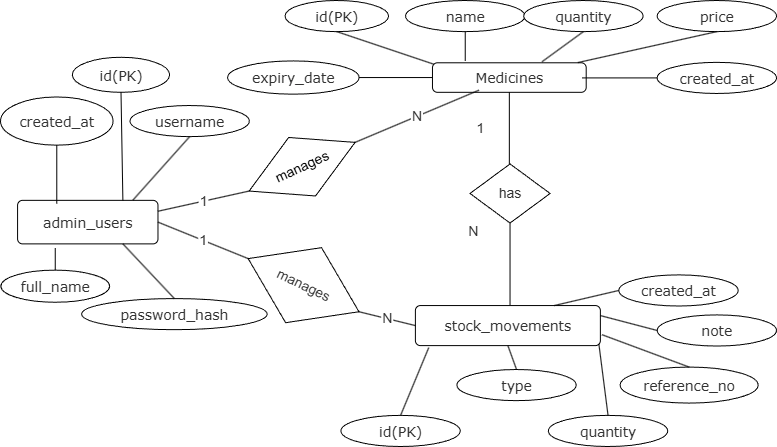 id(PK)
name
quantity
price
expiry_date
Medicines
created_at
id(PK)
created_at
username
N
1
manages
1
has
admin_users
1
N
full_name
manages
password_hash
N
created_at
stock_movements
note
type
reference_no
id(PK)
quantity